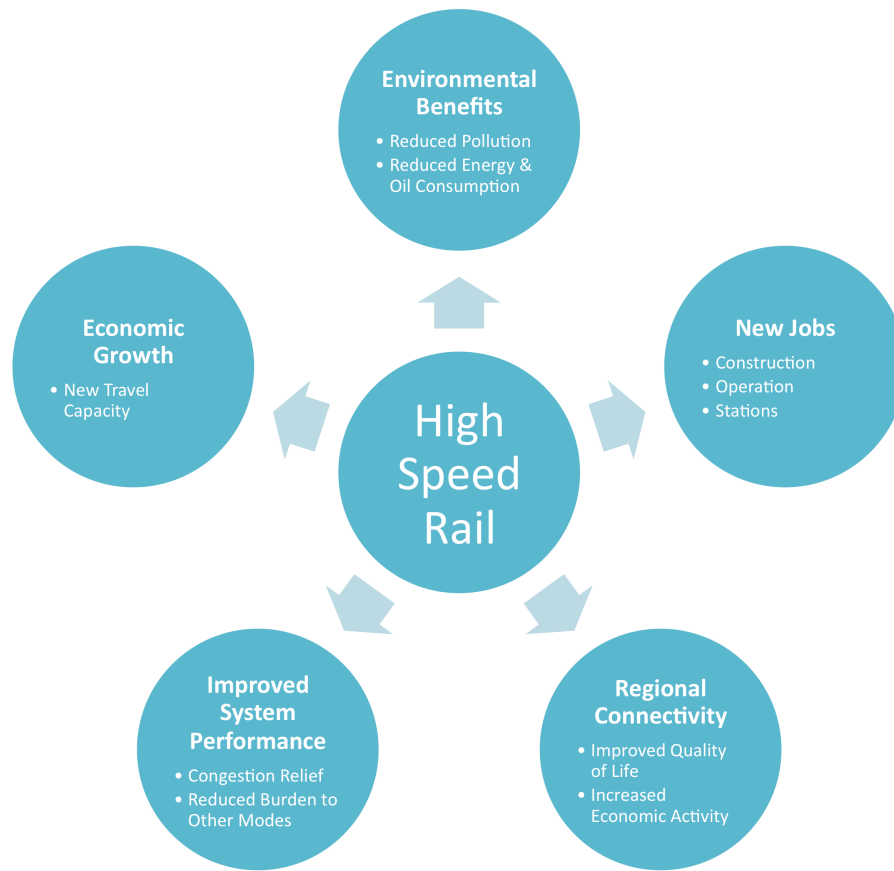 Environmental
Benefits
• Reduced Pollution
• Reduced Energy &
Oil Consumption
Economic
Growth
• New Travel
Capacity
New Jobs
• Construction
• Operation
• Stations
High
Speed
Rail
Improved
System
Performance
• Congestion Relief
• Reduced Burden to
Other Modes
Regional
Connectivity
• Improved Quality
of Life
• Increased
Economic Activity